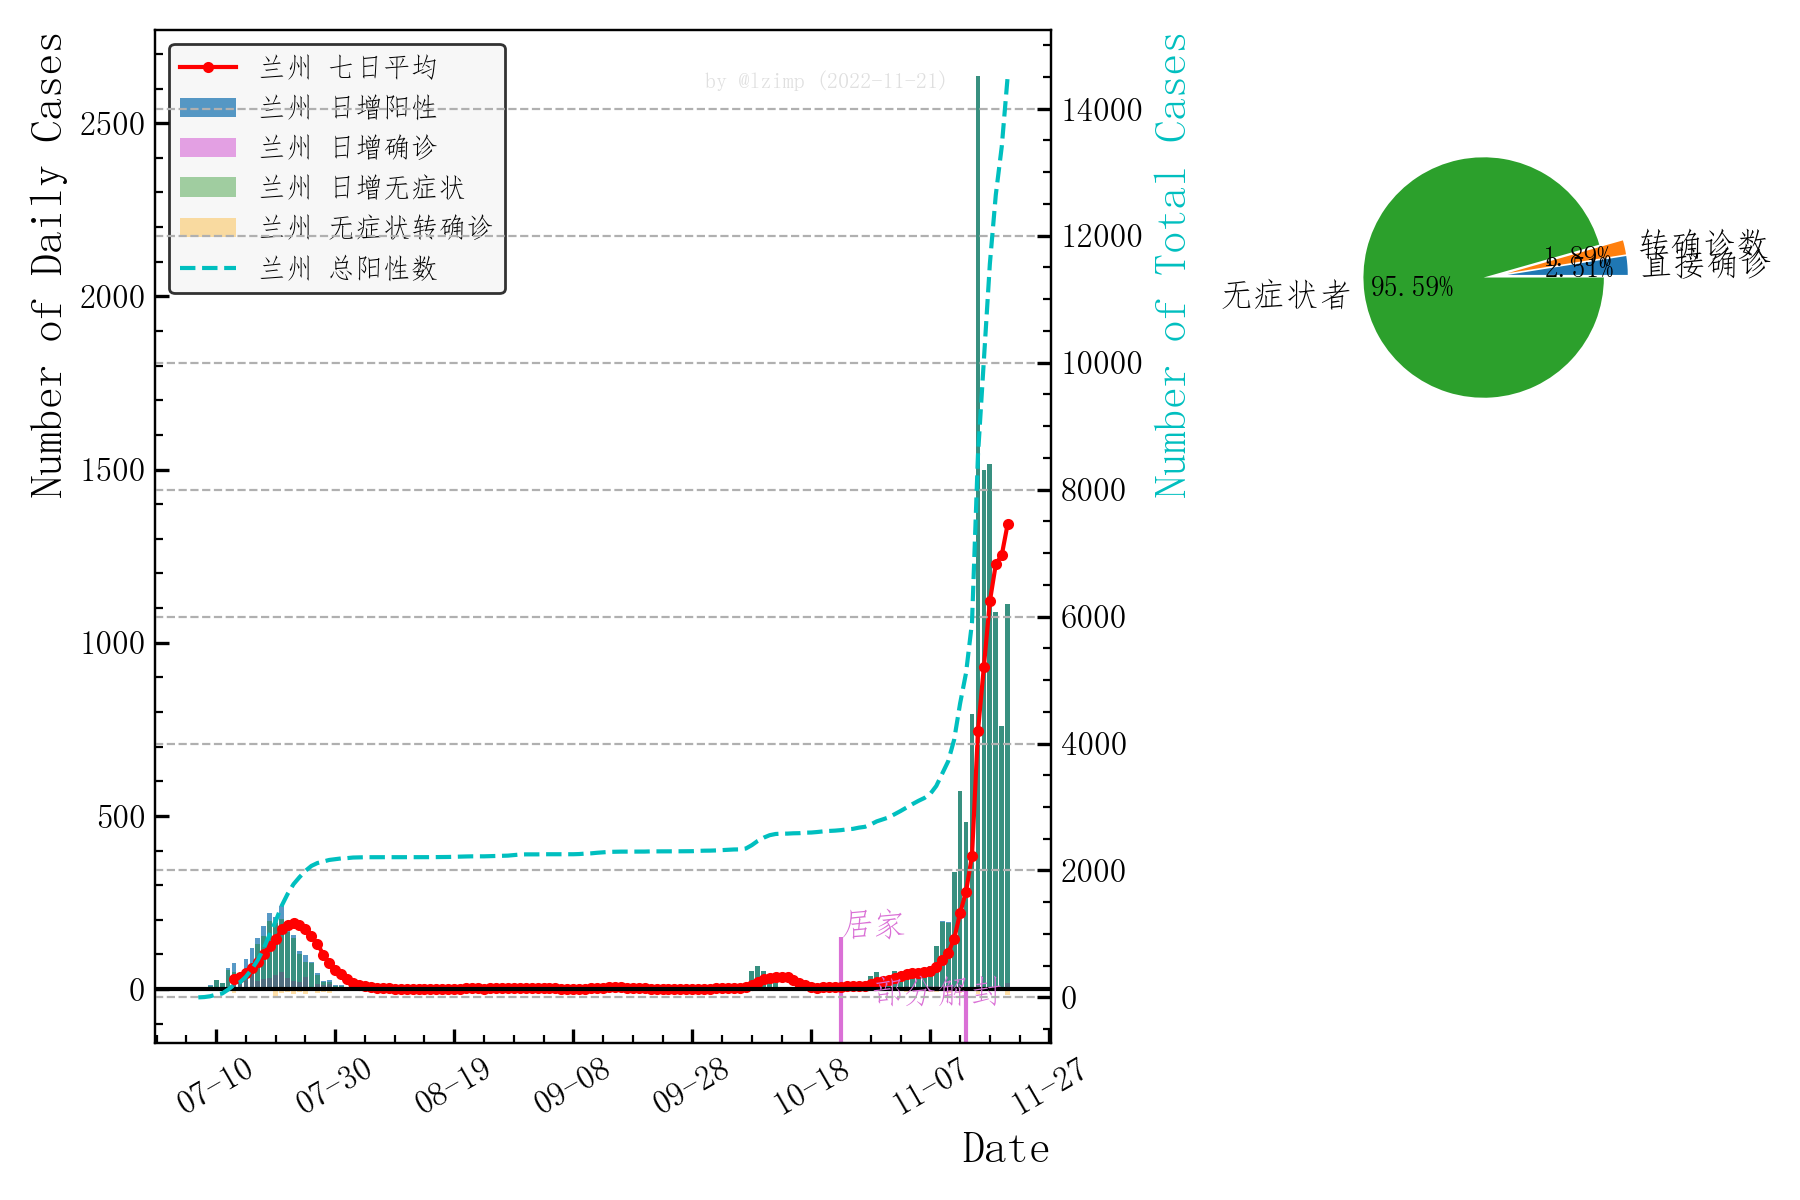 Number of Daily Cases
2500
2000
1500
1000
500
0
兰州 七日平均
兰州 日增阳性
兰州 日增确诊
兰州 日增无症状
兰州 无症状转确诊
兰州 总阳性数
by @lzimp (2022-11-21)
居家
部分解封
07-10
07-30
08-19
09-08
09-28
10-18
11-07
11-27
Date
14000
12000
10000
8000
6000
4000
2000
0
Number of Total Cases
转确诊数
1.89%
直接确诊
2.51%
无症状者
95.59%